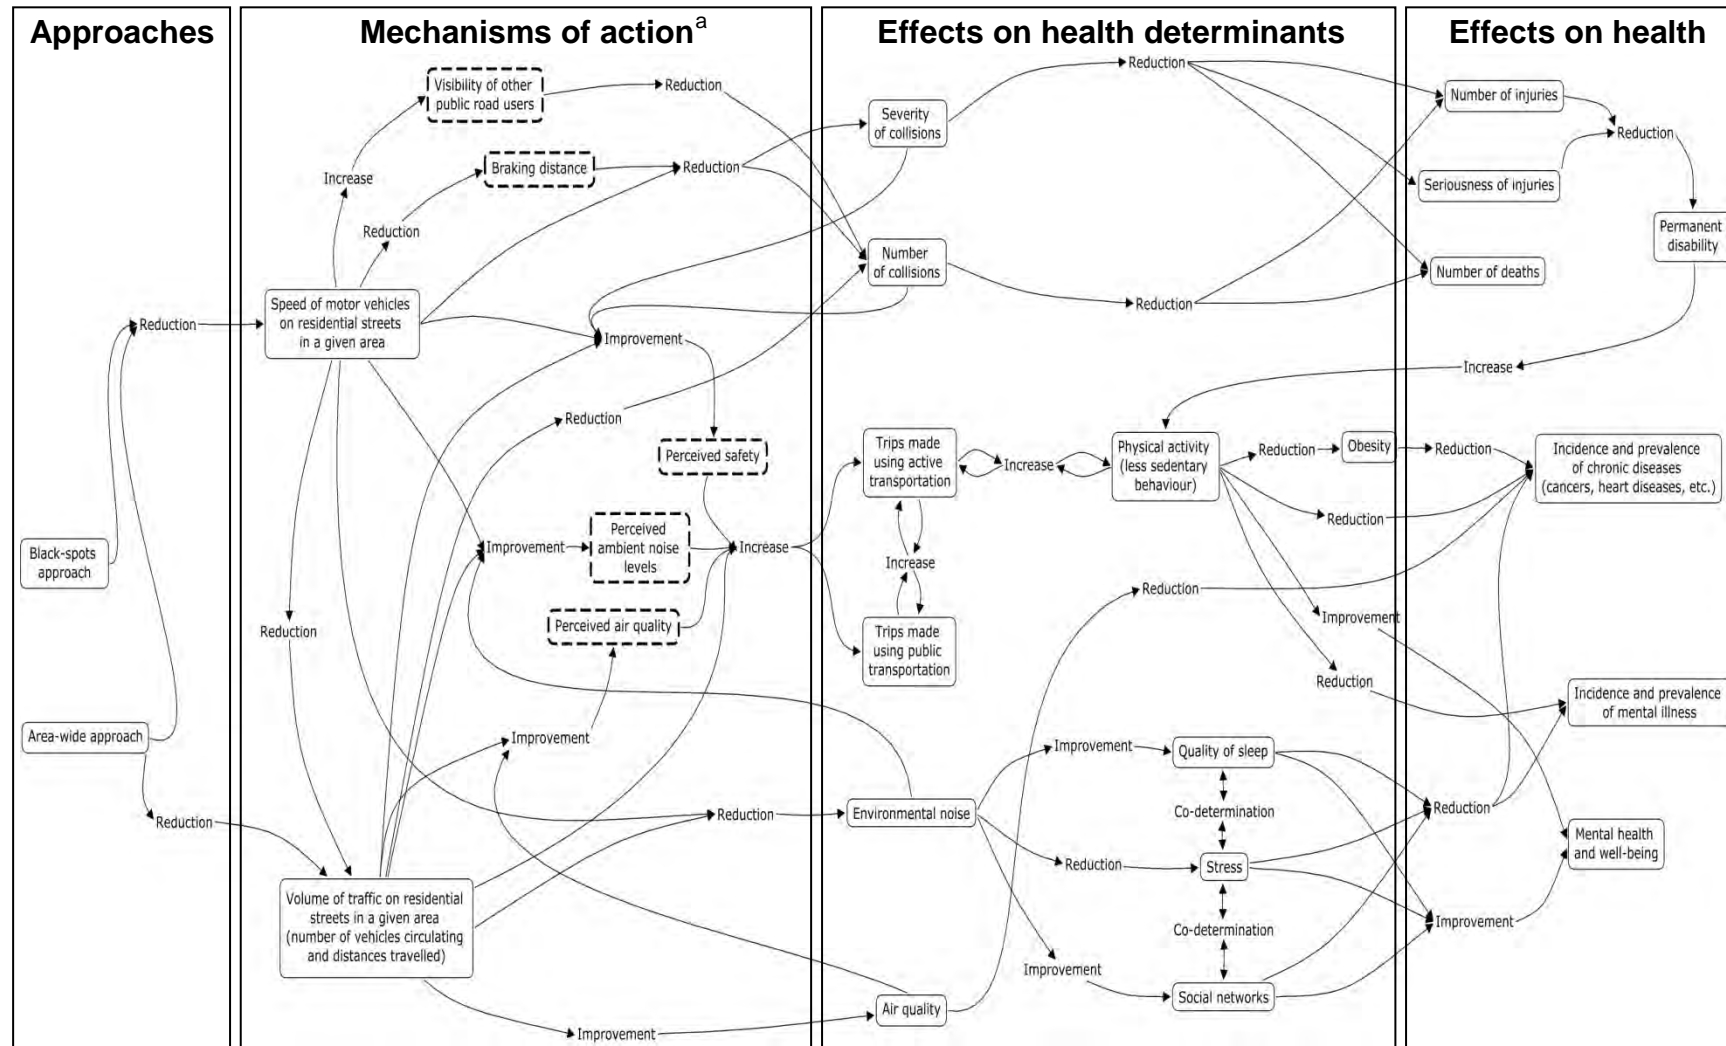 Approaches
Mechanisms of action^a
Effects on health determinants
Effects on health
Reduction
Black-spots
approach
Area-wide approach
Reduction
Visibility of other
public road users
Reduction
Braking distance
Reduction
Increase
Reduction
Speed of motor vehicles
on residential streets
in a given area
Improvement
Reduction
Perceived safety
Improvement
Perceived
ambient noise
levels
Increase
Perceived air quality
Reduction
Improvement
Reduction
Volume of traffic on residential
streets in a given area
(number of vehicles circulating
and distances travelled)
Improvement
Reduction
Severity
of collisions
Number
of collisions
Reduction
Trips made
using active
transportation
Increase
Physical activity
(less sedentary
behaviour)
Reduction
Obesity
Reduction
Increase
Trips made
using public
transportation
Reduction
Improvement
Reduction
Improvement
Quality of sleep
Co-determination
Environmental noise
Reduction
Stress
Co-determination
Improvement
Social networks
Air quality
Number of injuries
Reduction
Seriousness of injuries
Permanent
disability
Number of deaths
Increase
Reduction
Incidence and prevalence
of chronic diseases
(cancers, heart diseases, etc.)
Incidence and prevalence
of mental illness
Reduction
Mental health
and well-being
Improvement